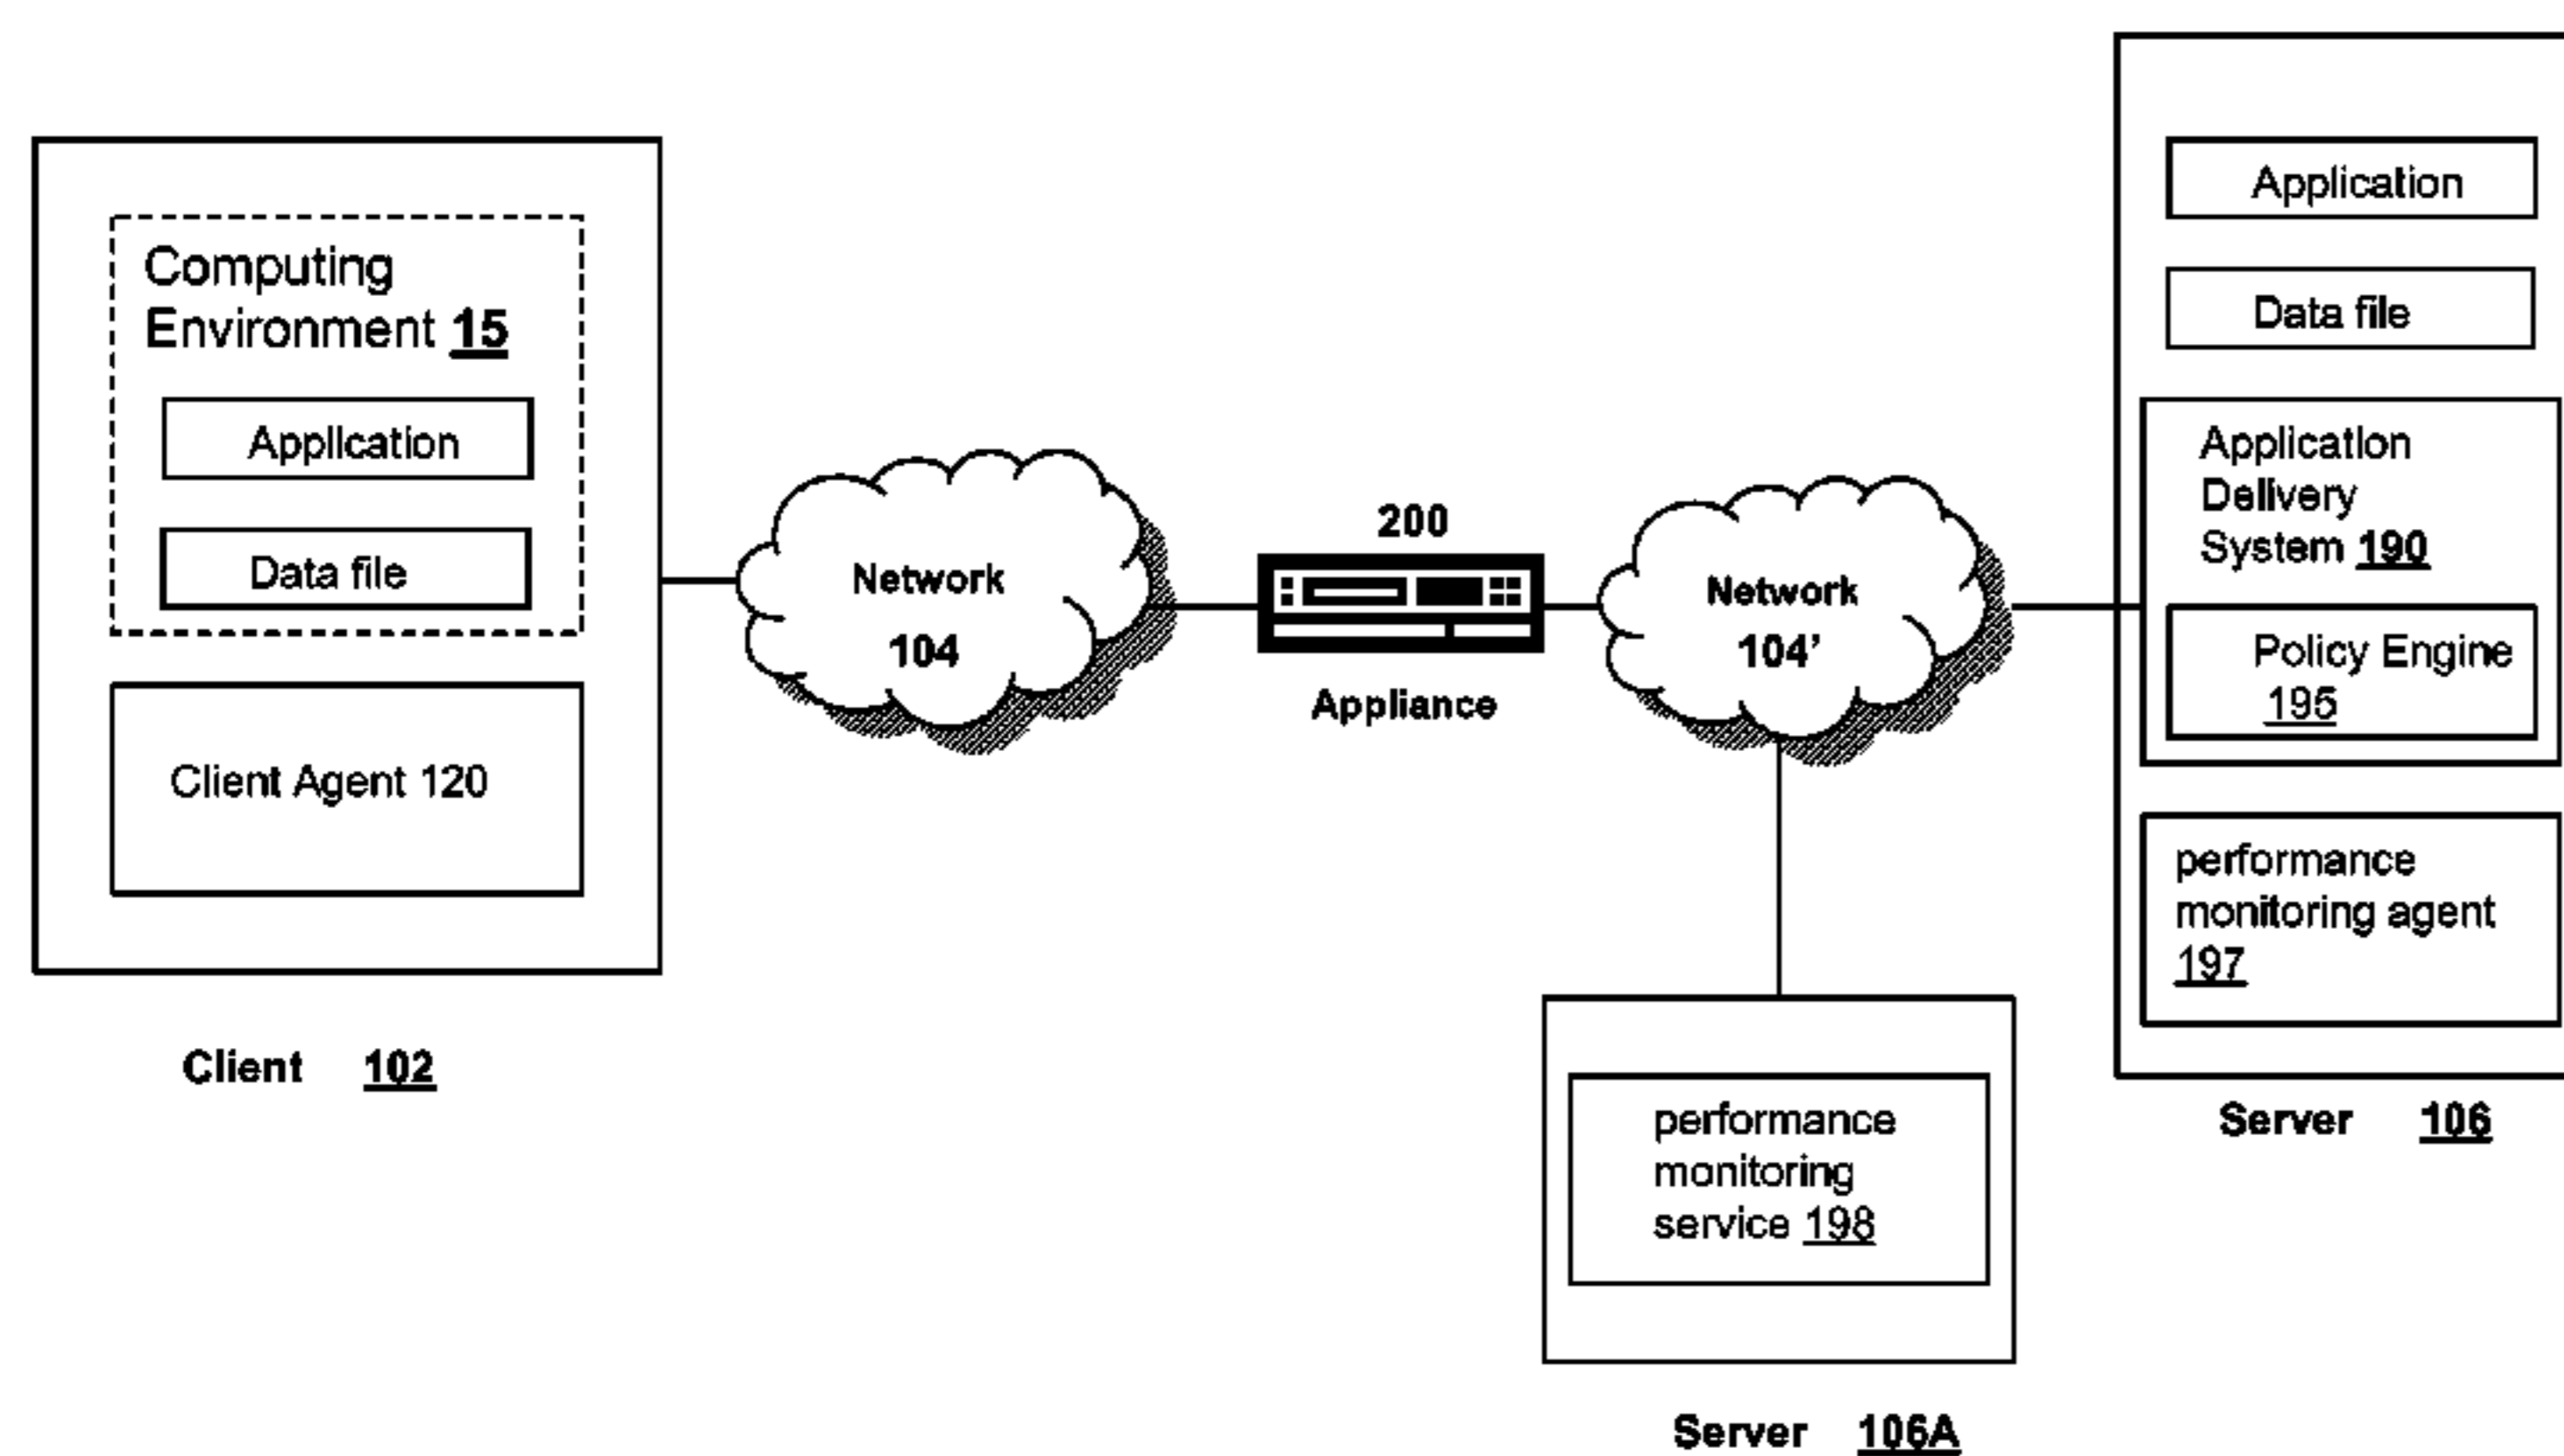 Computing
Environment 15
Application
Data file
Client Agent 120
Client 102
Network
104
200
Appliance
Network
104'
performance
monitoring
service 198
Server 106A
Application
Data file
Application
Delivery
System 190
Policy Engine
195
performance
monitoring agent
197
Server 106